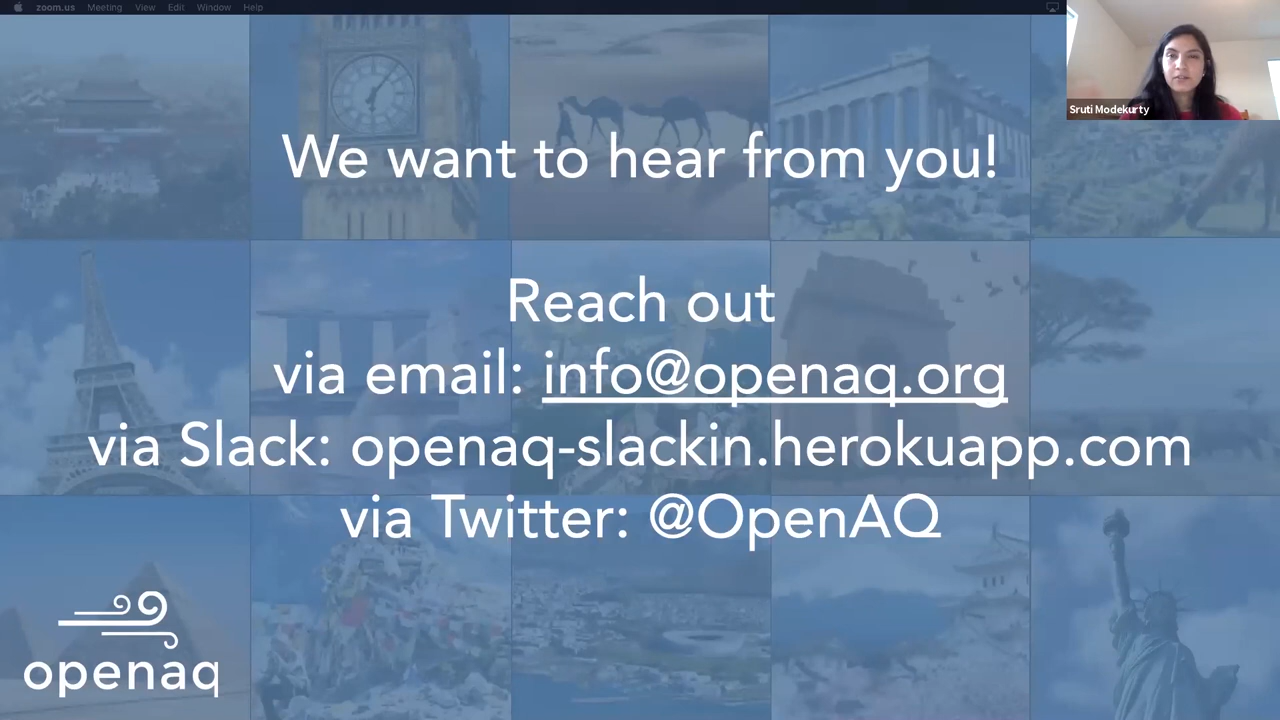 zoom.us Meeting View Edit Window Help
Sruti Modekurty
We want to hear from you!
Reach out
via email: info@openaq.org
via Slack: openaq-slackin.herokuapp.com
via Twitter: @OpenAQ
openaq